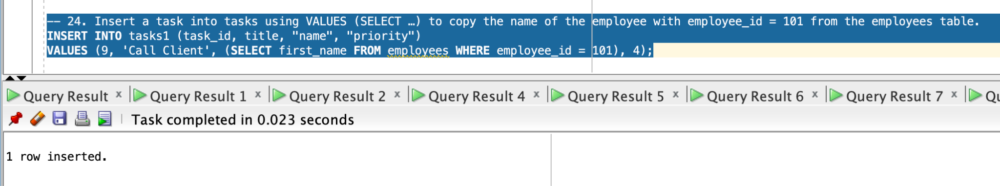 -- 24. Insert a task into tasks using VALUES (SELECT …) to copy the name of the employee with employee_id = 101 from the employees table.
INSERT INTO tasks1 (task_id, title, "name", "priority")
VALUES (9, 'Call Client', (SELECT first_name FROM employees WHERE employee_id = 101), 4);
Query Result x Query Result 1 x Query Result 2 x Query Result 4 x Query Result 5 x Query Result 6 x Query Result 7 x
Task completed in 0.023 seconds
1 row inserted.